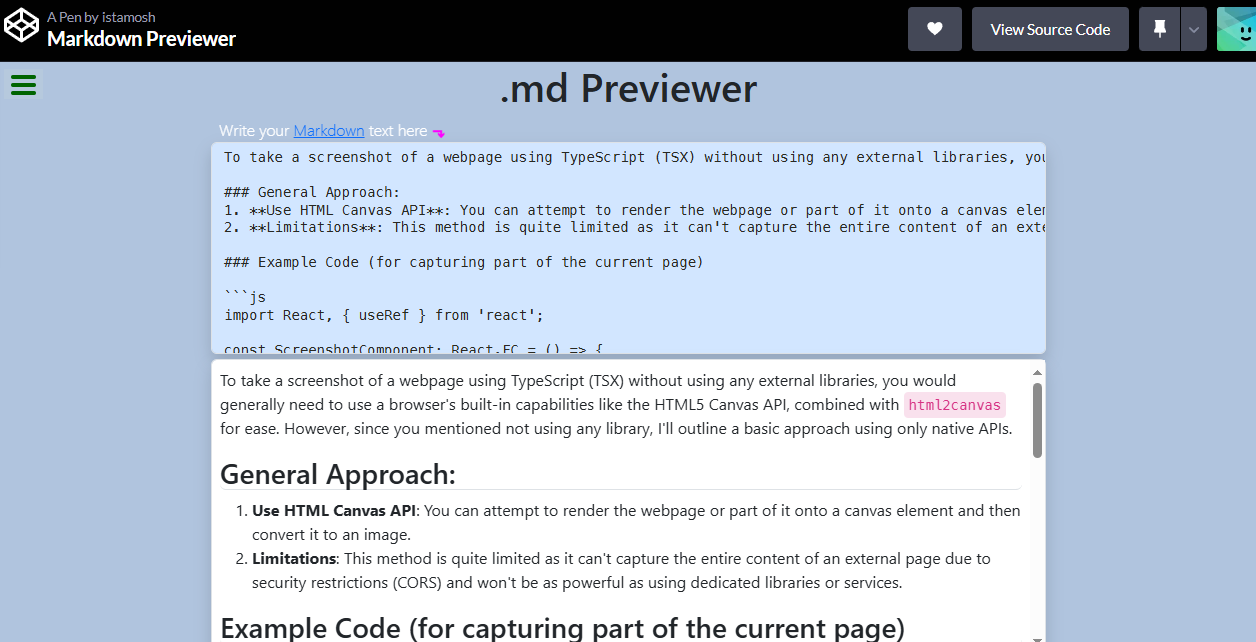 A Pen by istamosh
Markdown Previewer
View Source Code
.md Previewer
Write your Markdown text here
To take a screenshot of a webpage using TypeScript (TSX) without using any external libraries, you
### General Approach:
1. **Use HTML Canvas API**: You can attempt to render the webpage or part of it onto a canvas elem
2. **Limitations**: This method is quite limited as it can't capture the entire content of an exte
### Example Code (for capturing part of the current page)
```js
import React, { useRef } from 'react';
const ScreenshotComponent: React.FC = () => {
To take a screenshot of a webpage using TypeScript (TSX) without using any external libraries, you would
generally need to use a browser's built-in capabilities like the HTML5 Canvas API, combined with html2canvas
for ease. However, since you mentioned not using any library, I'll outline a basic approach using only native APIs.
General Approach:
1. Use HTML Canvas API: You can attempt to render the webpage or part of it onto a canvas element and then
convert it to an image.
2. Limitations: This method is quite limited as it can't capture the entire content of an external page due to
security restrictions (CORS) and won't be as powerful as using dedicated libraries or services.
Example Code (for capturing part of the current page)